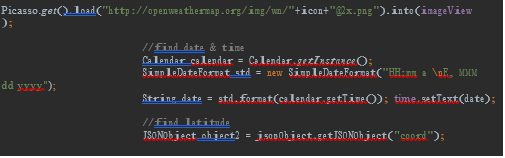 Picasso.get().load("http://openweathermap.org/img/wn/"+icon+"@2x.png").into(imageView
);
//find date & time
Calendar calendar = Calendar.getInstance();
SimpleDateFormat std = new SimpleDateFormat("HH:mm a \nE, MMM
dd yyyy");
String date = std.format(calendar.getTime()); time.setText(date);
//find latitude
JSONObject object2 = jsonObject.getJSONObject("coord");